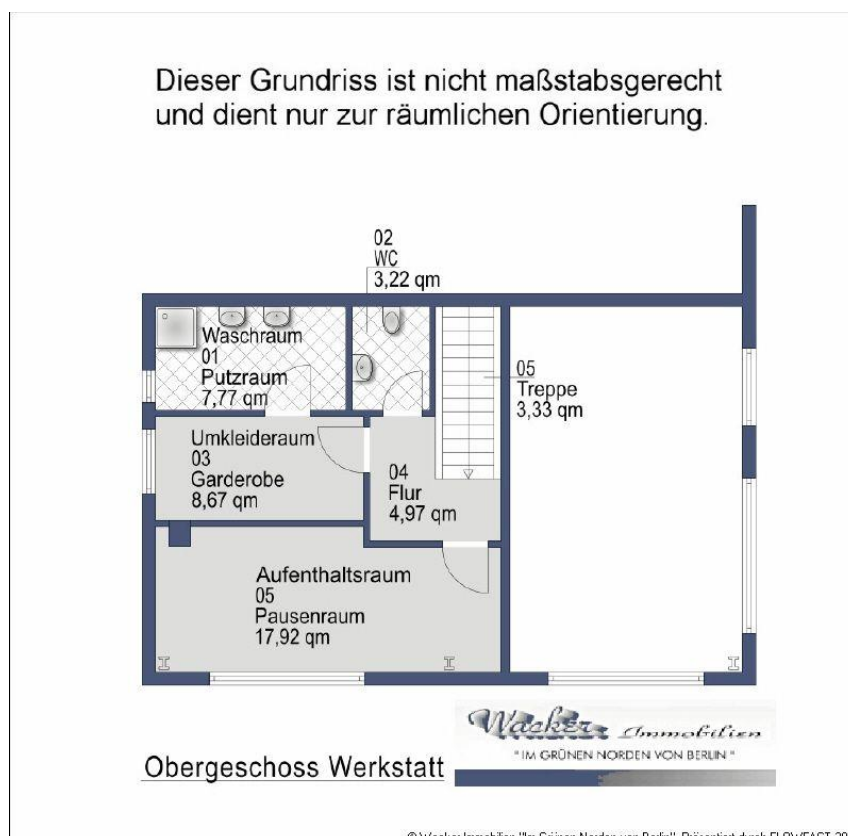 Dieser Grundriss ist nicht maßstabsgerecht
und dient nur zur räumlichen Orientierung.
02
WC
3,22 qm
Waschraum
01
Putzraum
7,77 qm
05
Treppe
3,33 qm
Umkleideraum
03
Garderobe
8,67 qm
04
Flur
4,97 qm
Aufenthaltsraum
05
Pausenraum
17,92 qm
Wacker Immobilien
"IM GRÜNEN NORDEN VON BERLIN"
Obergeschoss Werkstatt